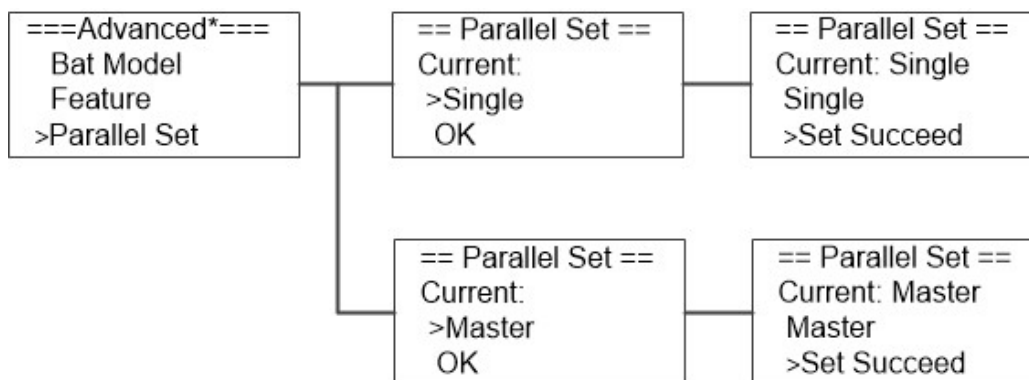 ===Advanced*===
Bat Model
Feature
>Parallel Set
== Parallel Set ==
Current:
>Single
OK
== Parallel Set ==
Current: Single
Single
>Set Succeed
== Parallel Set ==
Current:
>Master
OK
== Parallel Set ==
Current: Master
Master
>Set Succeed